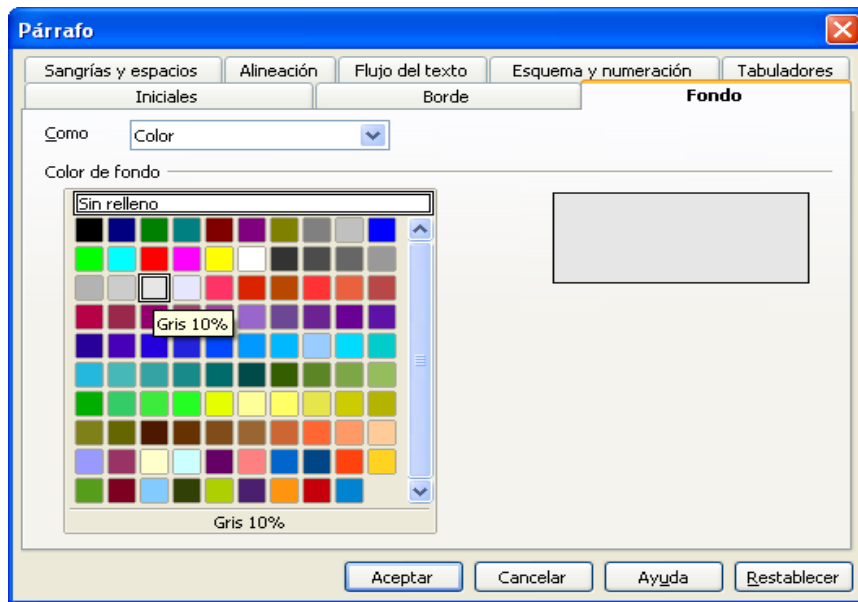 Párrafo
Sangrías y espacios Alineación Flujo del texto Esquema y numeración Tabuladores
Iniciales Borde Fondo
Como Color
Color de fondo
Sin relleno
Gris 10%
Gris 10%
Aceptar Cancelar Ayuda Restablecer